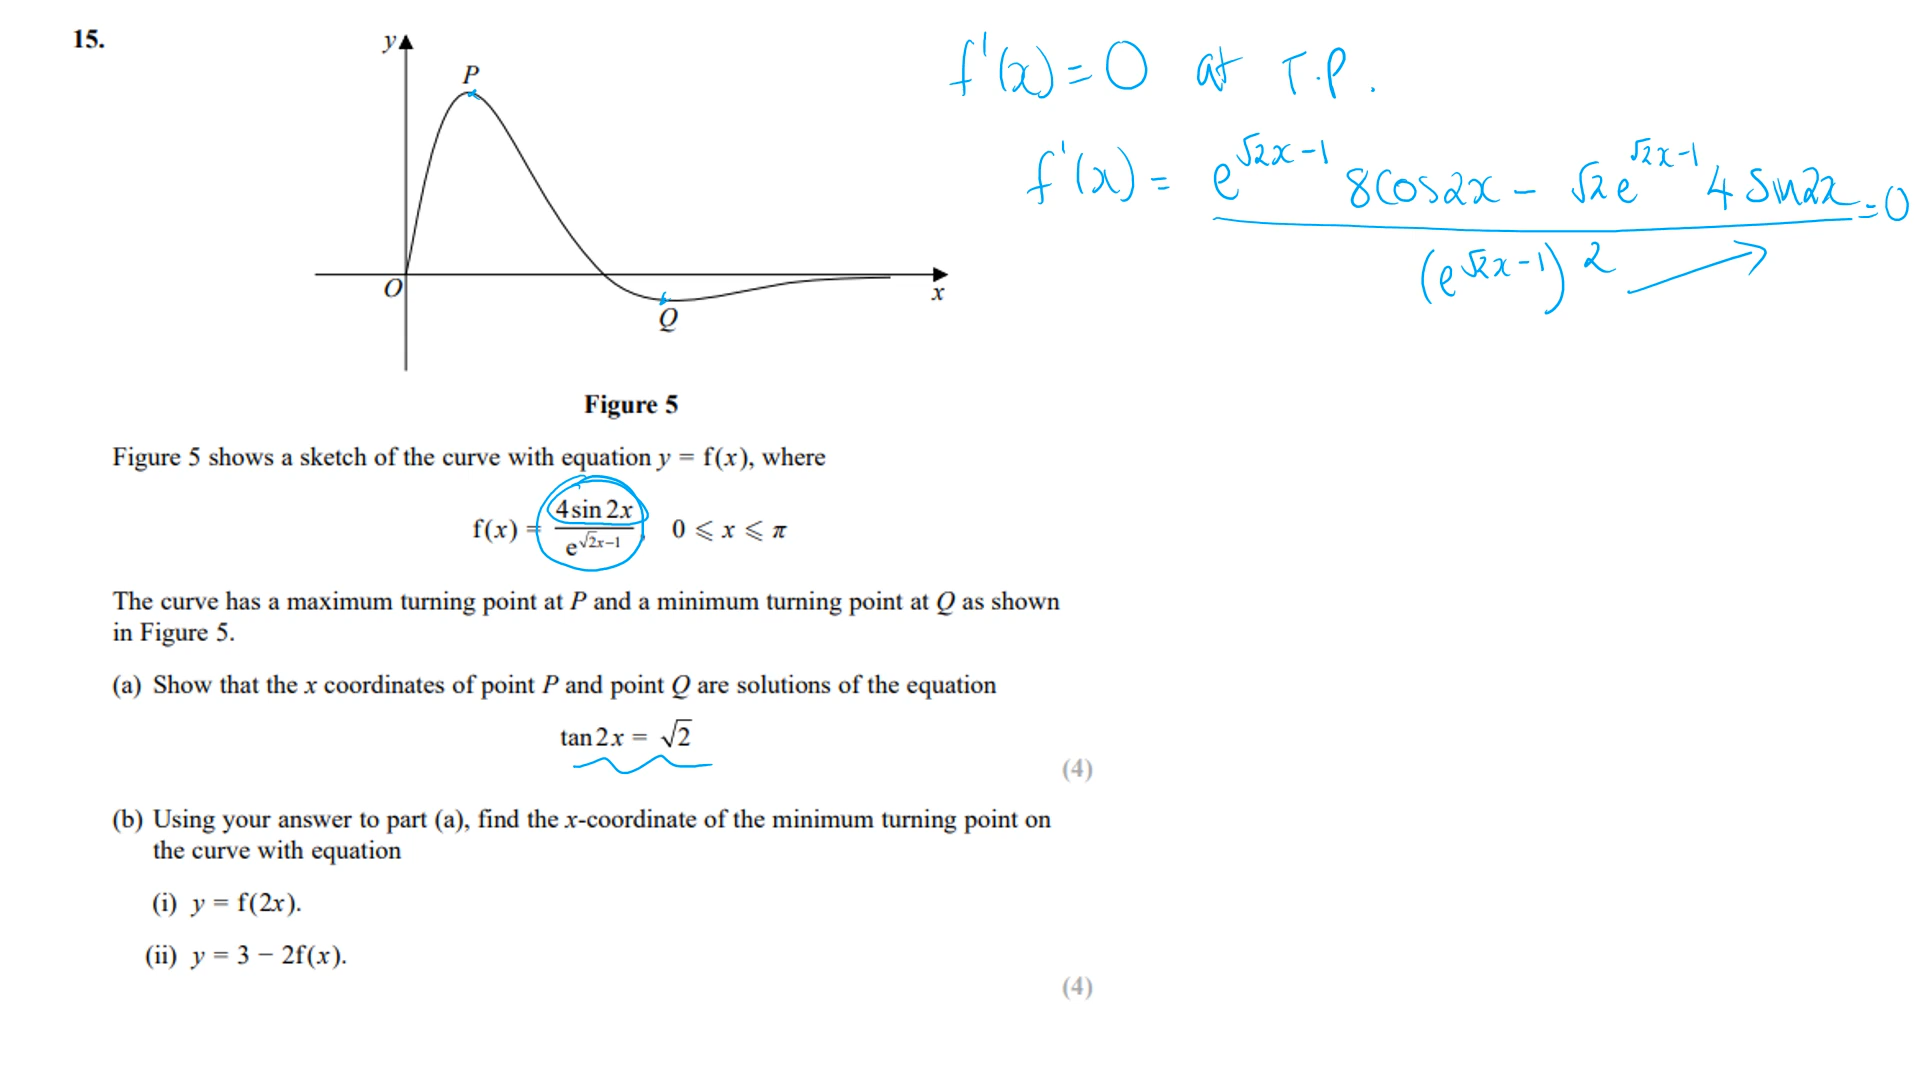 15.
y
P
O
x
Q
Figure 5
f'(x) = 0 at T.P.
f'(x) = e^{√2x-1} 8cos2x - √2e^{√2x-1} 4 sin2x = 0
(e^{√2x-1})^2
Figure 5 shows a sketch of the curve with equation y = f(x), where
f(x) = 4 sin 2x / e^{√2x-1} 0 ⩽ x ⩽ π
The curve has a maximum turning point at P and a minimum turning point at Q as shown
in Figure 5.
(a) Show that the x coordinates of point P and point Q are solutions of the equation
tan 2x = √2
(4)
(b) Using your answer to part (a), find the x-coordinate of the minimum turning point on
the curve with equation
(i) y = f(2x).
(ii) y = 3 − 2f(x).
(4)